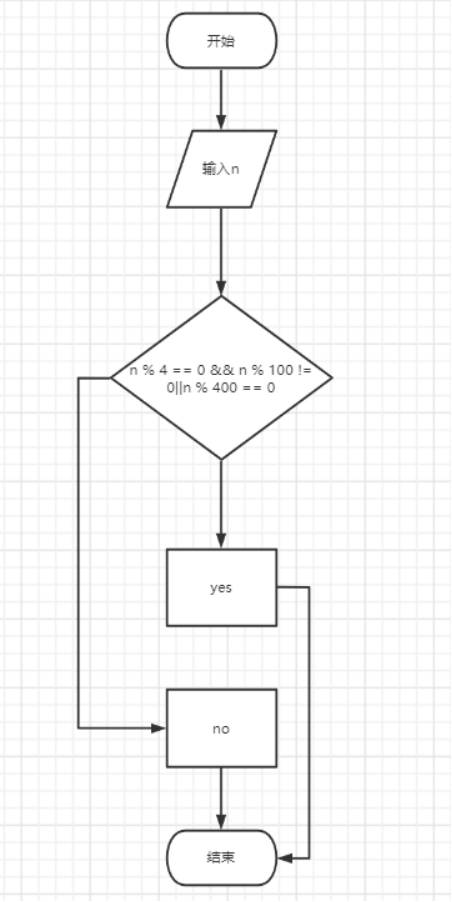 开始
输入n
n % 4 == 0 && n % 100 !=
0||n % 400 == 0
yes
no
结束